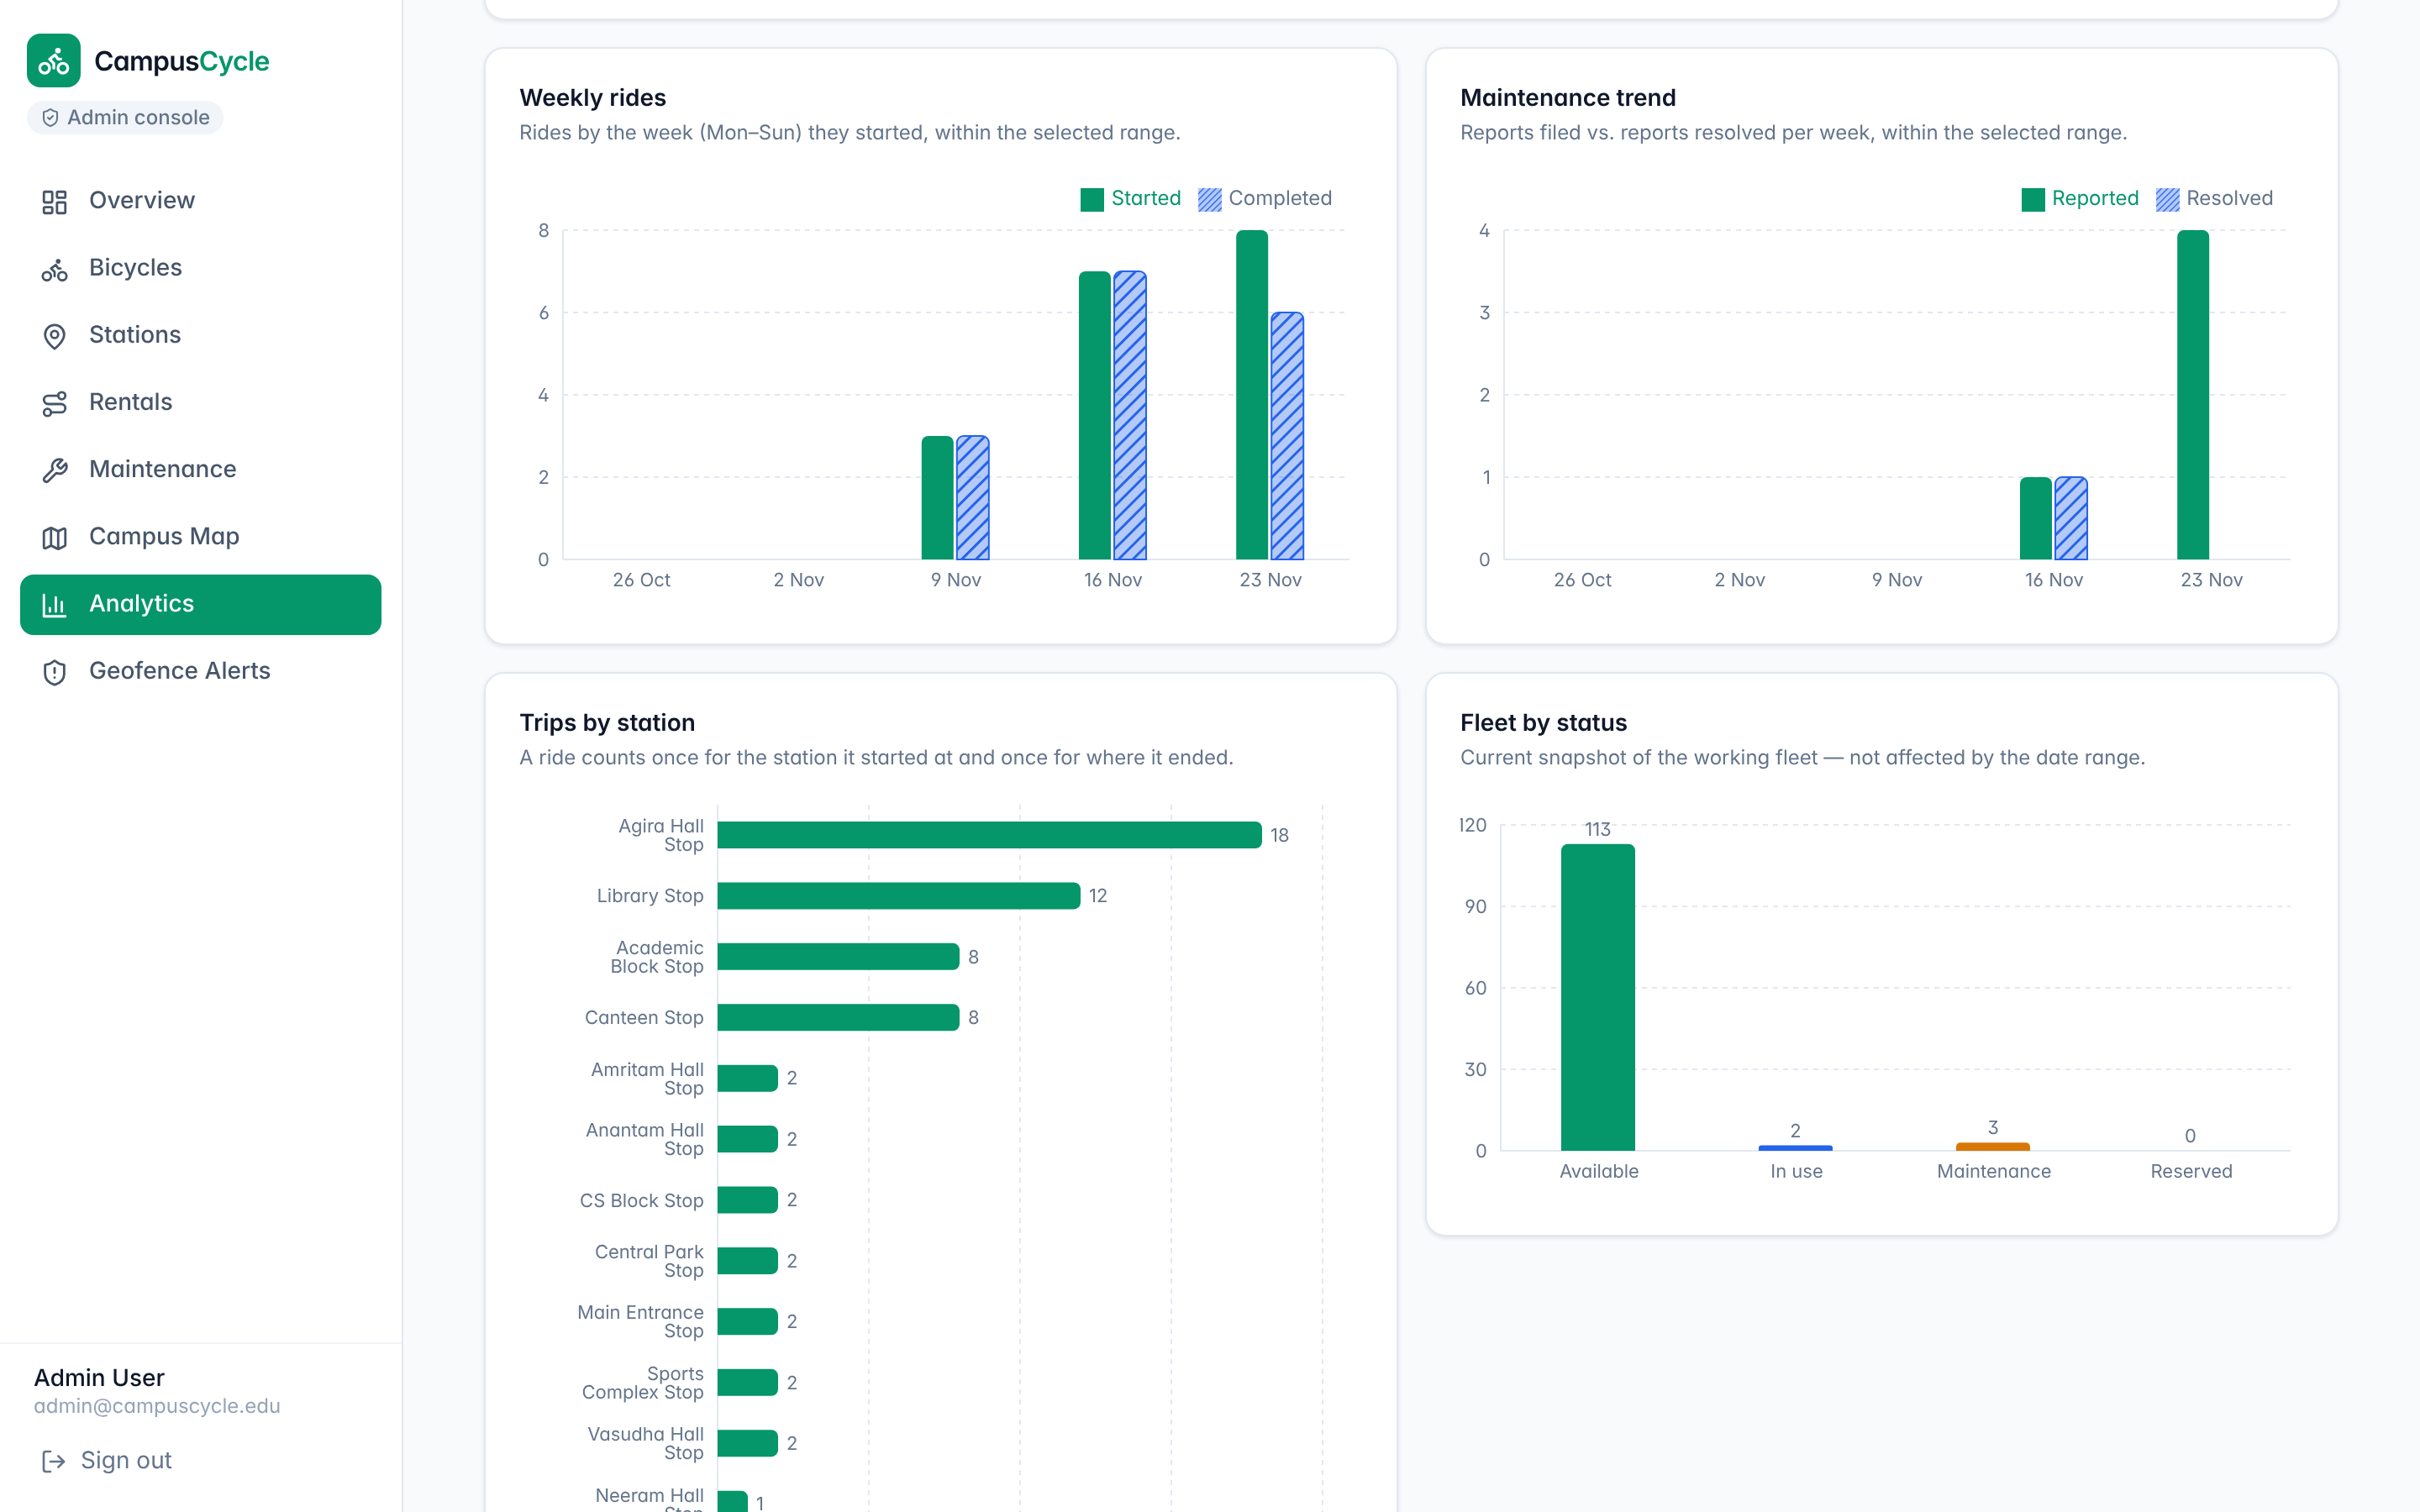 CampusCycle
Admin console
Overview
Bicycles
Stations
Rentals
Maintenance
Campus Map
Analytics
Geofence Alerts
Admin User
admin@campuscycle.edu
Sign out
Weekly rides
Rides by the week (Mon–Sun) they started, within the selected range.
Started Completed
8
6
4
2
0
26 Oct 2 Nov 9 Nov 16 Nov 23 Nov
Maintenance trend
Reports filed vs. reports resolved per week, within the selected range.
Reported Resolved
4
3
2
1
0
26 Oct 2 Nov 9 Nov 16 Nov 23 Nov
Trips by station
A ride counts once for the station it started at and once for where it ended.
Agira Hall
Stop
18
Library Stop 12
Academic
Block Stop
8
Canteen Stop 8
Amritam Hall
Stop
2
Anantam Hall
Stop
2
CS Block Stop 2
Central Park
Stop
2
Main Entrance
Stop
2
Sports
Complex Stop
2
Vasudha Hall
Stop
2
Neeram Hall
Stop
1
Fleet by status
Current snapshot of the working fleet — not affected by the date range.
120
90
60
30
0
113
2
3
0
Available In use Maintenance Reserved